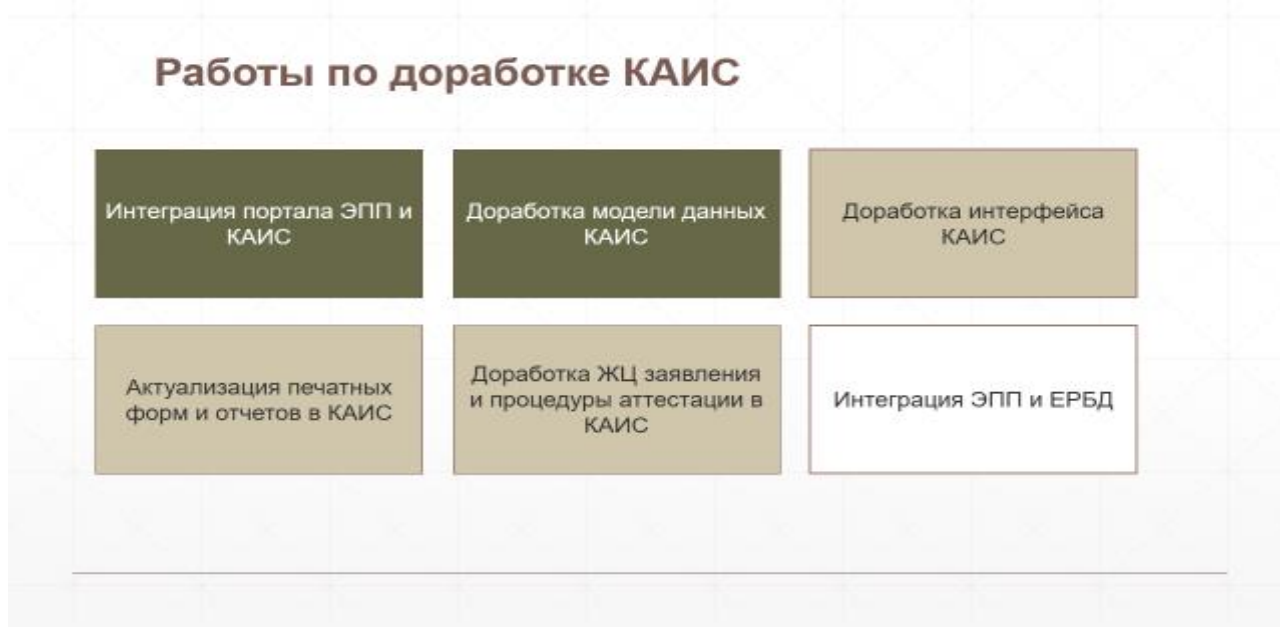 Работы по доработке КАИС
Интеграция портала ЭПП и
КАИС
Доработка модели данных
КАИС
Доработка интерфейса
КАИС
Актуализация печатных
форм и отчетов в КАИС
Доработка ЖЦ заявления
и процедуры аттестации в
КАИС
Интеграция ЭПП и ЕРБД